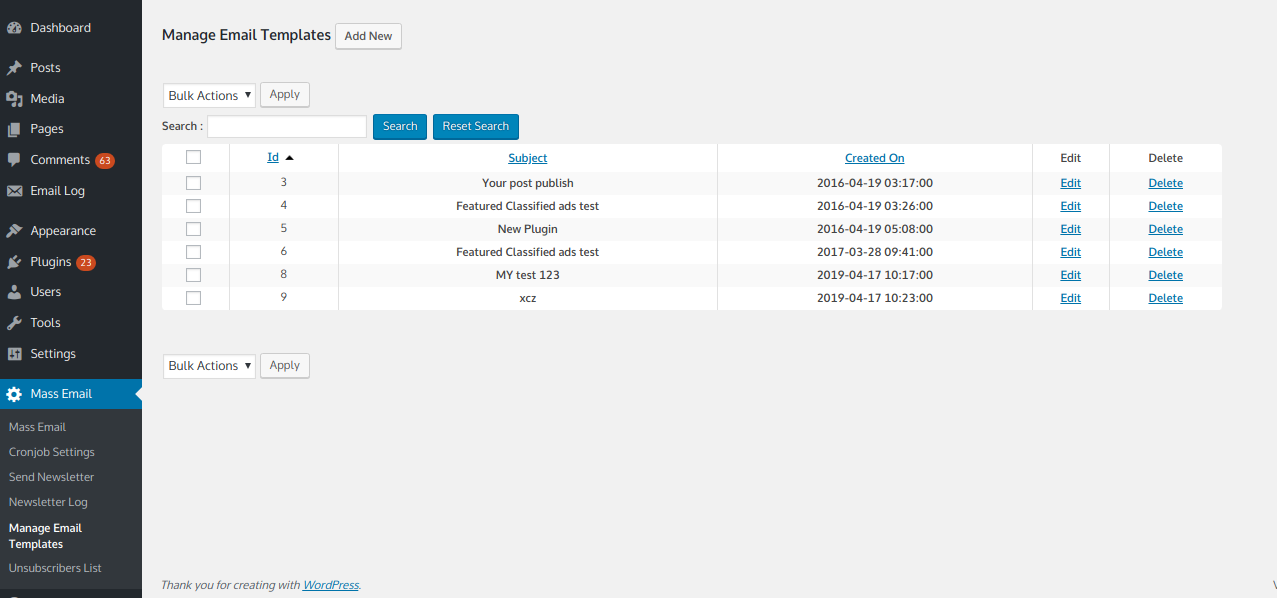 Dashboard
Posts
Media
Pages
Comments 63
Email Log
Appearance
Plugins 23
Users
Tools
Settings
Mass Email
Mass Email
Cronjob Settings
Send Newsletter
Newsletter Log
Manage Email
Templates
Unsubscribers List
Manage Email Templates Add New
Bulk Actions Apply
Search : Search Reset Search
Id Subject Created On Edit Delete
3 Your post publish 2016-04-19 03:17:00 Edit Delete
4 Featured Classified ads test 2016-04-19 03:26:00 Edit Delete
5 New Plugin 2016-04-19 05:08:00 Edit Delete
6 Featured Classified ads test 2017-03-28 09:41:00 Edit Delete
8 MY test 123 2019-04-17 10:17:00 Edit Delete
9 xcz 2019-04-17 10:23:00 Edit Delete
Bulk Actions Apply
Thank you for creating with WordPress.